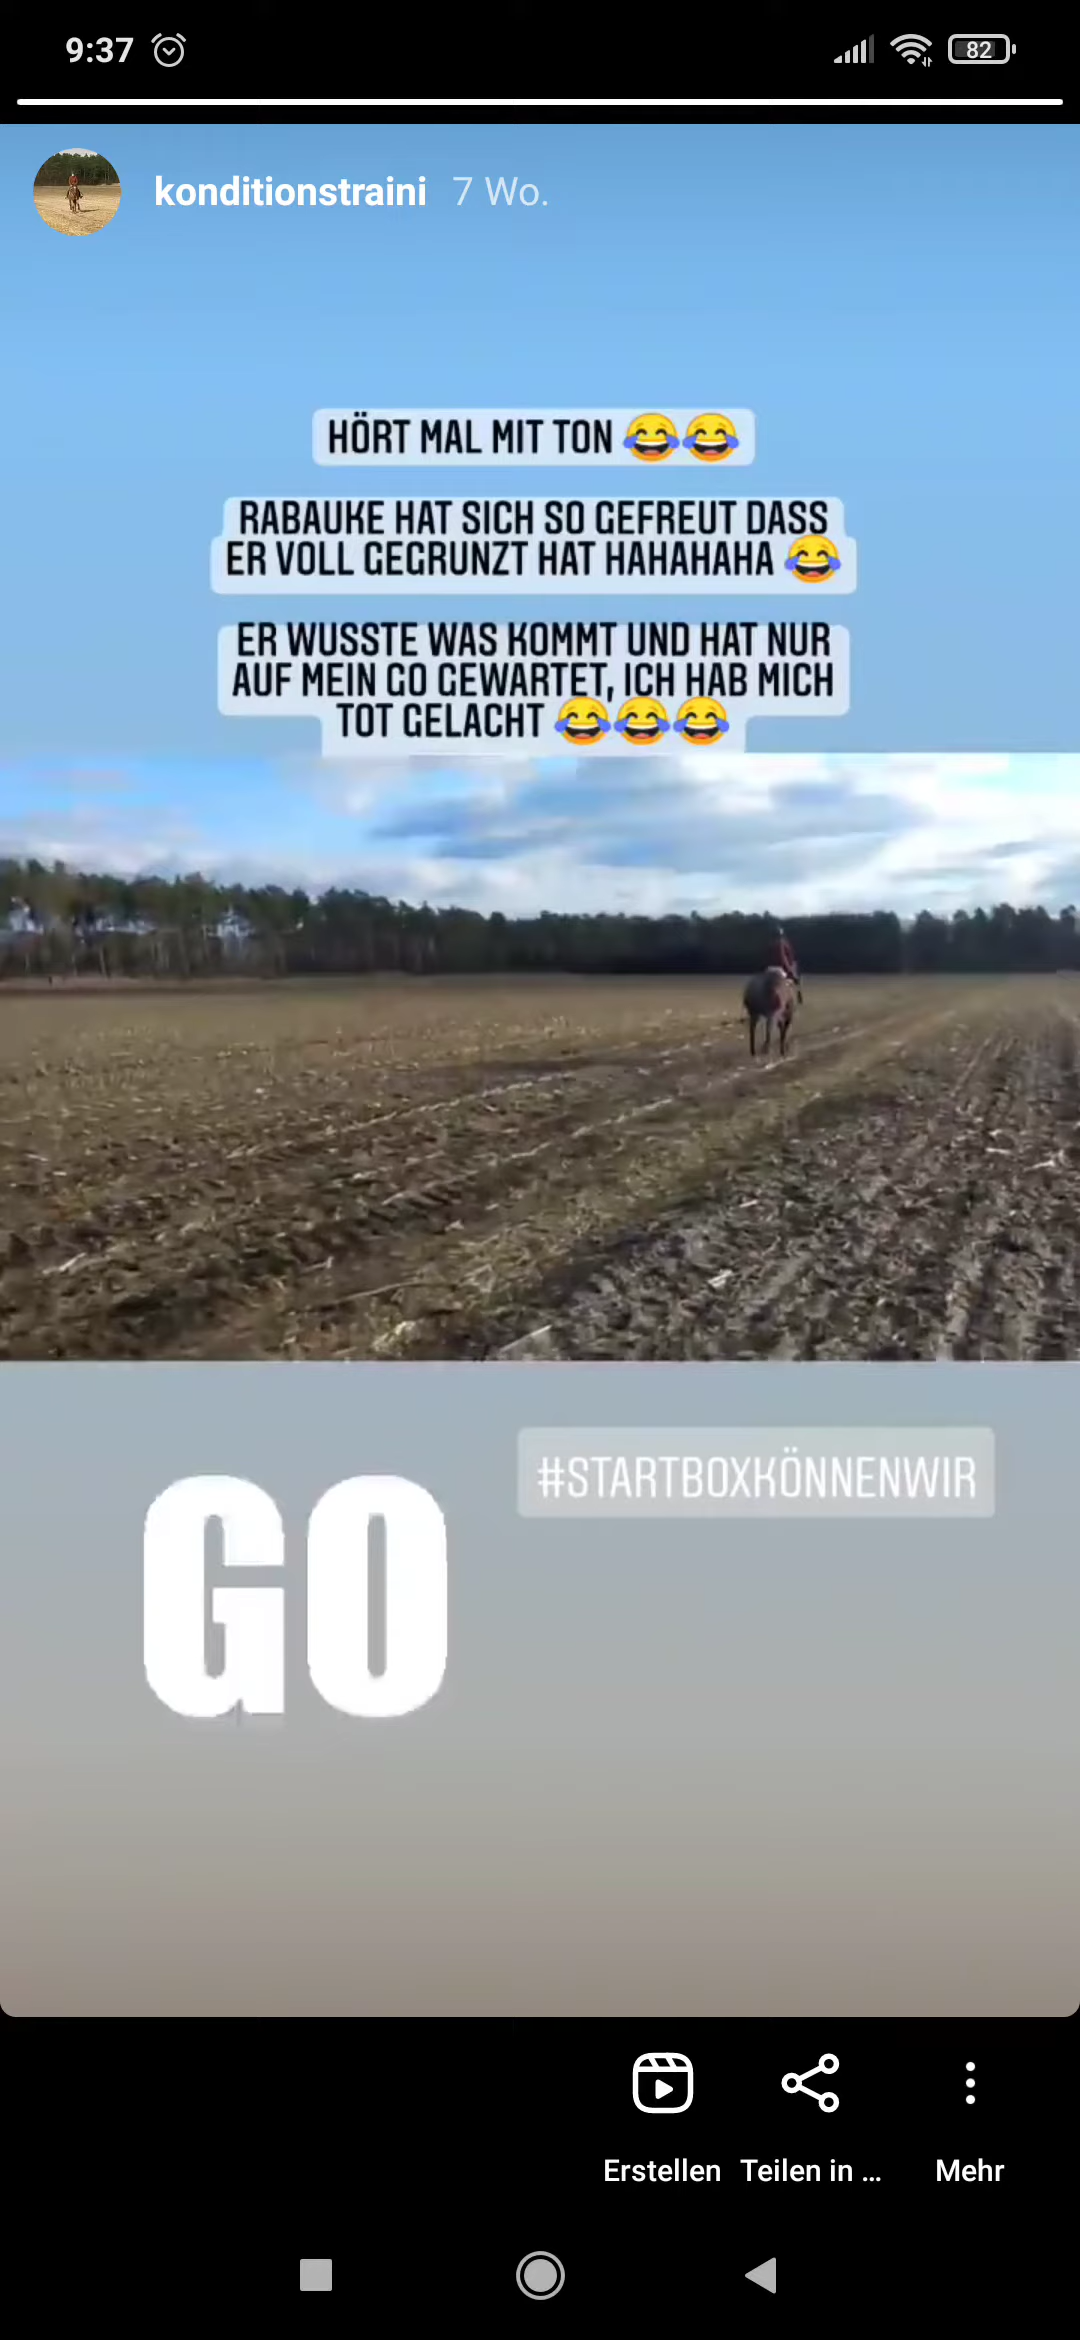 9:37
82
konditionstraini 7 Wo.
HÖRT MAL MIT TON 😂😂
RABAUKE HAT SICH SO GEFREUT DASS
ER VOLL GEGRUNZT HAT HAHAHAHA 😂
ER WUSSTE WAS KOMMT UND HAT NUR
AUF MEIN GO GEWARTET, ICH HAB MICH
TOT GELACHT 😂😂😂
#STARTBOXKÖNNENWIR
GO
Erstellen Teilen in ... Mehr